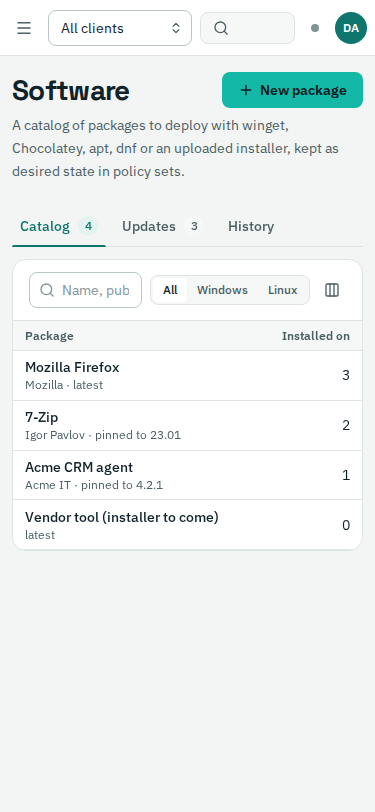 All clients
DA
Software
New package
A catalog of packages to deploy with winget,
Chocolatey, apt, dnf or an uploaded installer, kept as
desired state in policy sets.
Catalog 4
Updates 3
History
Name, pub
All
Windows
Linux
Package
Installed on
Mozilla Firefox
Mozilla · latest
3
7-Zip
Igor Pavlov · pinned to 23.01
2
Acme CRM agent
Acme IT · pinned to 4.2.1
1
Vendor tool (installer to come)
latest
0